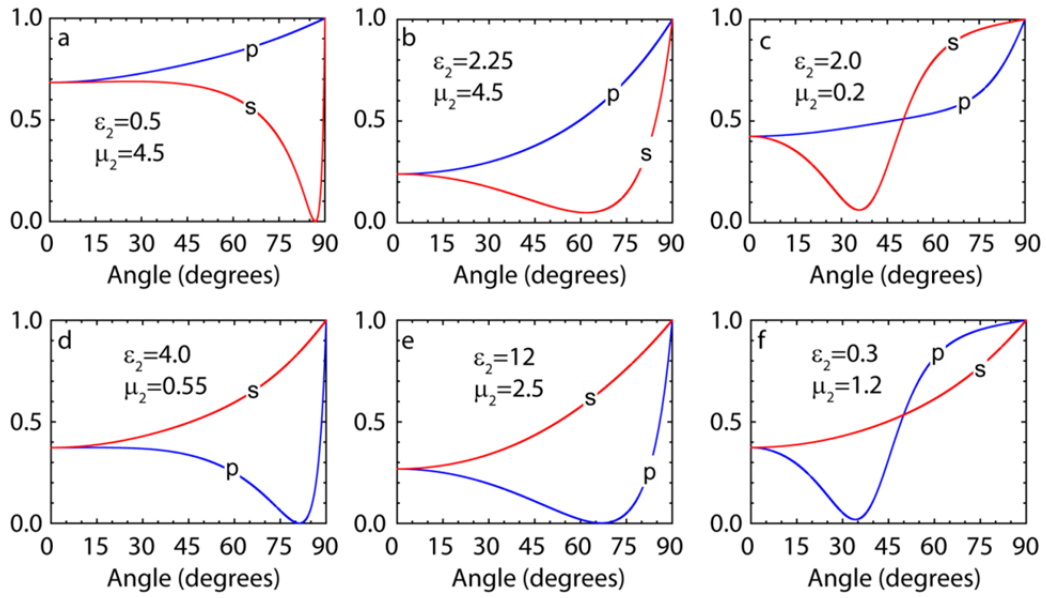 1.0
a
p
ε₂=0.5
μ₂=4.5
s
0.5
0.0
0 15 30 45 60 75 90
Angle (degrees)
1.0
b
ε₂=2.25
μ₂=4.5
p
s
0.5
0.0
0 15 30 45 60 75 90
Angle (degrees)
1.0
c
ε₂=2.0
μ₂=0.2
s
p
0.5
0.0
0 15 30 45 60 75 90
Angle (degrees)
1.0
d
ε₂=4.0
μ₂=0.55
s
p
0.5
0.0
0 15 30 45 60 75 90
Angle (degrees)
1.0
e
ε₂=12
μ₂=2.5
s
p
0.5
0.0
0 15 30 45 60 75 90
Angle (degrees)
1.0
f
ε₂=0.3
μ₂=1.2
p
s
0.5
0.0
0 15 30 45 60 75 90
Angle (degrees)